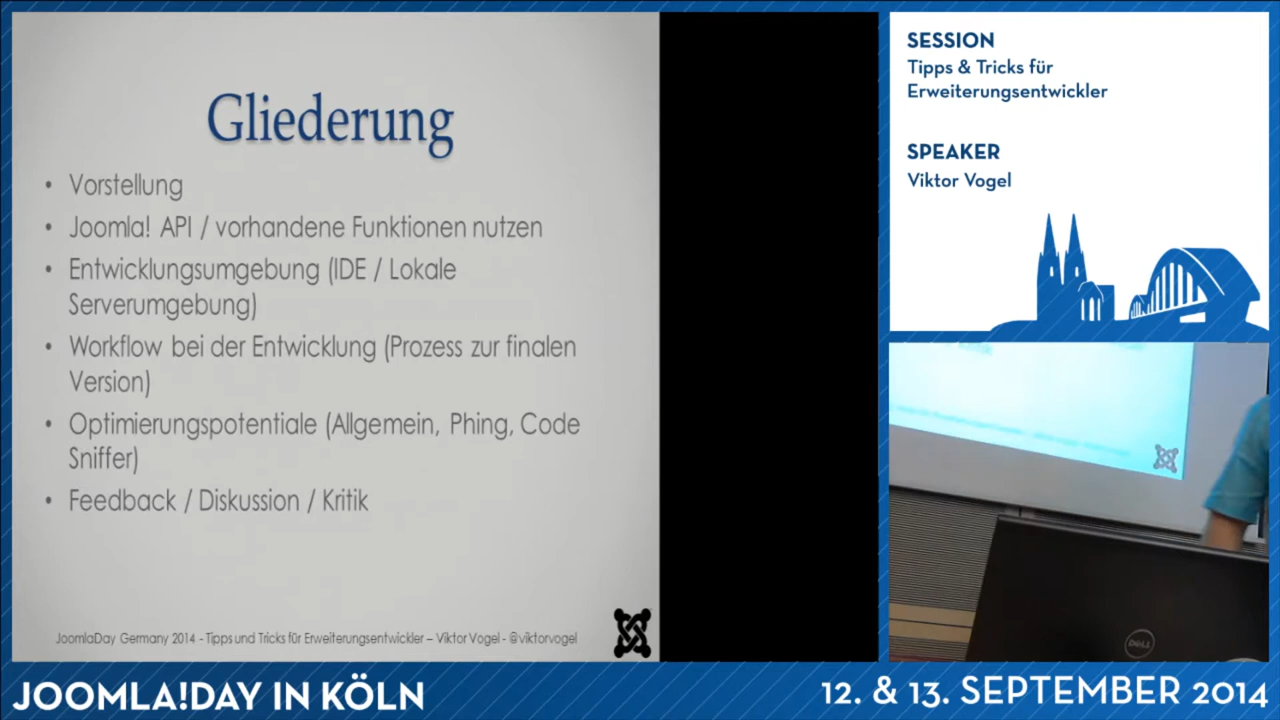 Gliederung
• Vorstellung
• Joomla! API / vorhandene Funktionen nutzen
• Entwicklungsumgebung (IDE / Lokale
Serverumgebung)
• Workflow bei der Entwicklung (Prozess zur finalen
Version)
• Optimierungspotentiale (Allgemein, Phing, Code
Sniffer)
• Feedback / Diskussion / Kritik
JoomlaDay Germany 2014 - Tipps und Tricks für Erweiterungsentwickler – Viktor Vogel - @viktorvogel
SESSION
Tipps & Tricks für
Erweiterungsentwickler
SPEAKER
Viktor Vogel
DELL
JOOMLA!DAY IN KÖLN
12. & 13. SEPTEMBER 2014